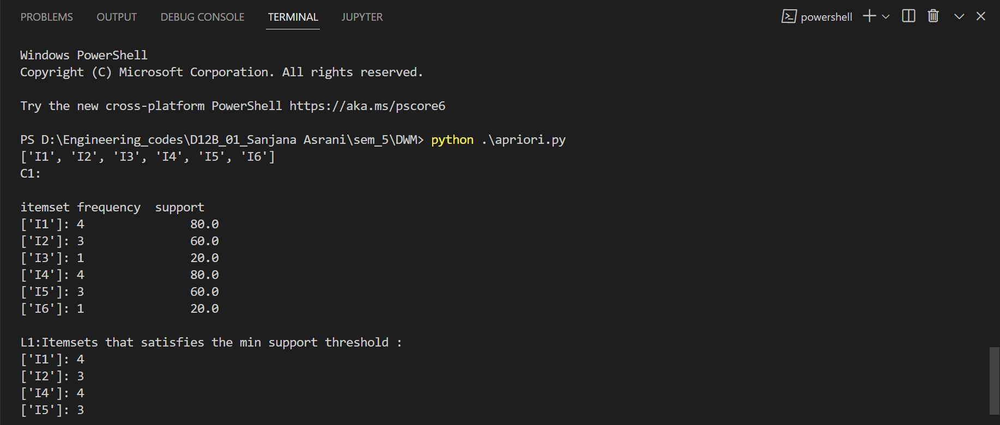 PROBLEMS OUTPUT DEBUG CONSOLE TERMINAL JUPYTER powershell
Windows PowerShell
Copyright (C) Microsoft Corporation. All rights reserved.
Try the new cross-platform PowerShell https://aka.ms/pscore6
PS D:\Engineering_codes\D12B_01_Sanjana Asrani\sem_5\DWM> python .\apriori.py
['I1', 'I2', 'I3', 'I4', 'I5', 'I6']
C1:
itemset frequency  support
['I1']: 4               80.0
['I2']: 3               60.0
['I3']: 1               20.0
['I4']: 4               80.0
['I5']: 3               60.0
['I6']: 1               20.0
L1:Itemsets that satisfies the min support threshold :
['I1']: 4
['I2']: 3
['I4']: 4
['I5']: 3